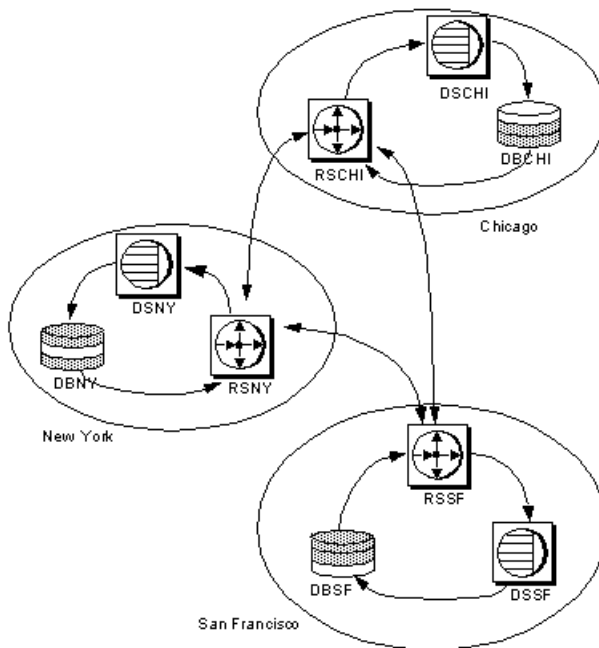 DSCHI
DBCHI
RSCHI
Chicago
DSNY
DBNY
RSNY
New York
RSSF
DBSF
DSSF
San Francisco